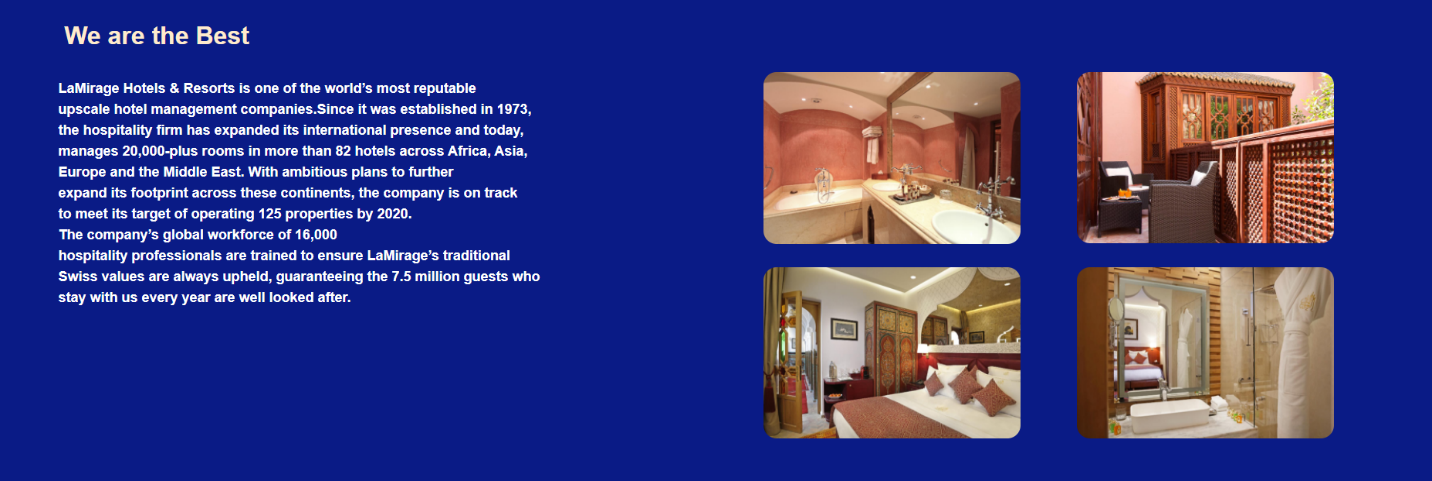 We are the Best
LaMirage Hotels & Resorts is one of the world's most reputable
upscale hotel management companies.Since it was established in 1973,
the hospitality firm has expanded its international presence and today,
manages 20,000-plus rooms in more than 82 hotels across Africa, Asia,
Europe and the Middle East. With ambitious plans to further
expand its footprint across these continents, the company is on track
to meet its target of operating 125 properties by 2020.
The company's global workforce of 16,000
hospitality professionals are trained to ensure LaMirage's traditional
Swiss values are always upheld, guaranteeing the 7.5 million guests who
stay with us every year are well looked after.